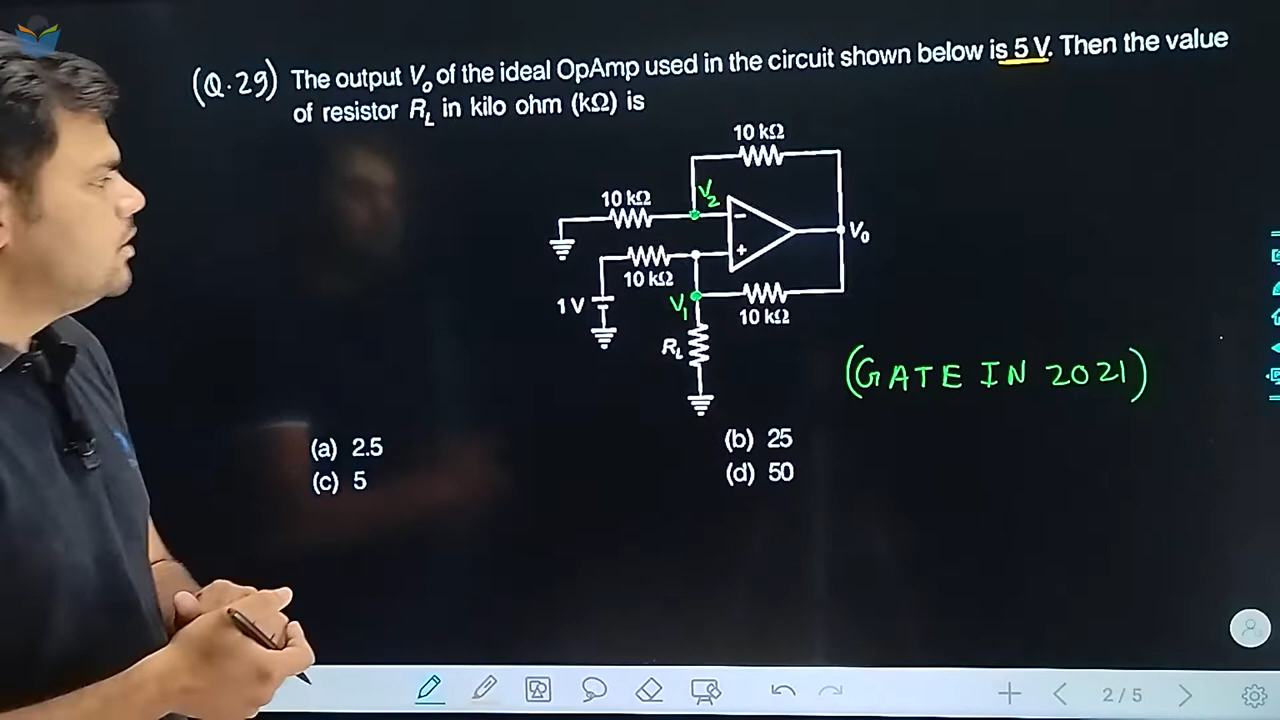 (Q.29) The output V₀ of the ideal OpAmp used in the circuit shown below is 5 V. Then the value
of resistor R_L in kilo ohm (kΩ) is
10 kΩ
V₂
10 kΩ
−
V₀
+
10 kΩ
1 V
V₁
10 kΩ
R_L
(GATE IN 2021)
(a) 2.5
(b) 25
(c) 5
(d) 50
2 / 5